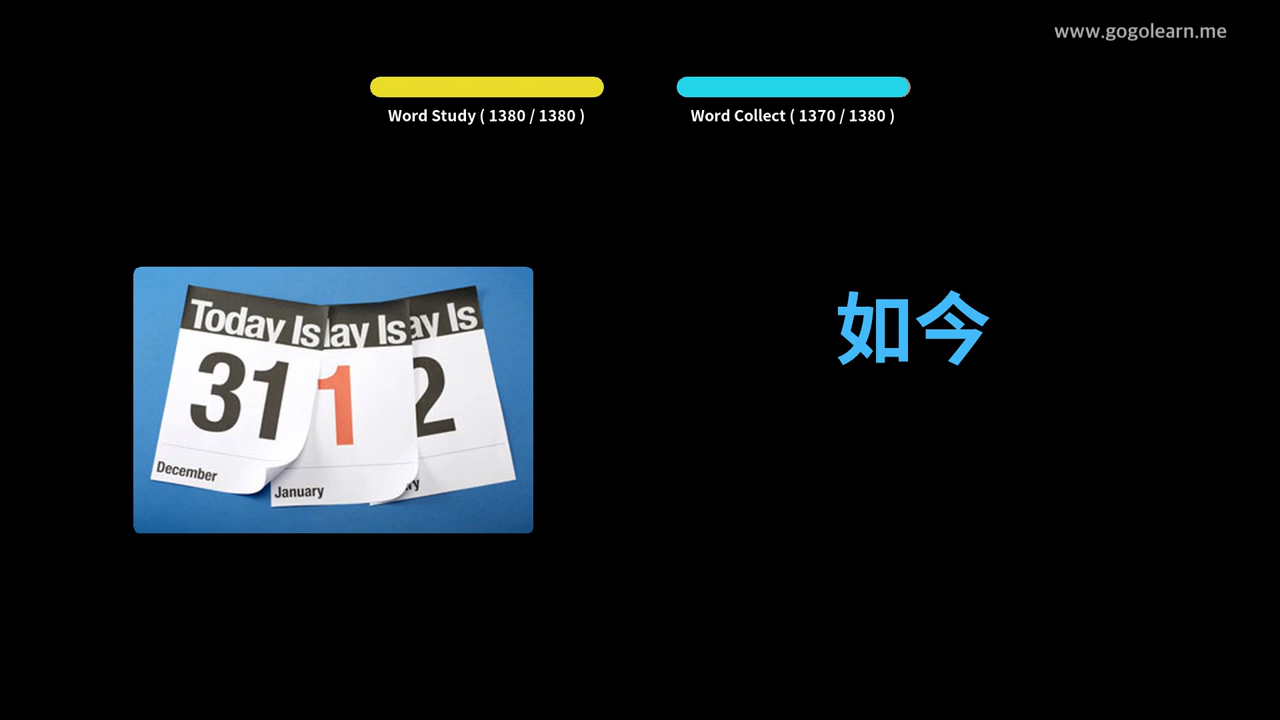 www.gogolearn.me
Word Study ( 1380 / 1380 )
Word Collect ( 1370 / 1380 )
Today Is
ay Is
ay Is
31
1
2
December
January
ry
如今